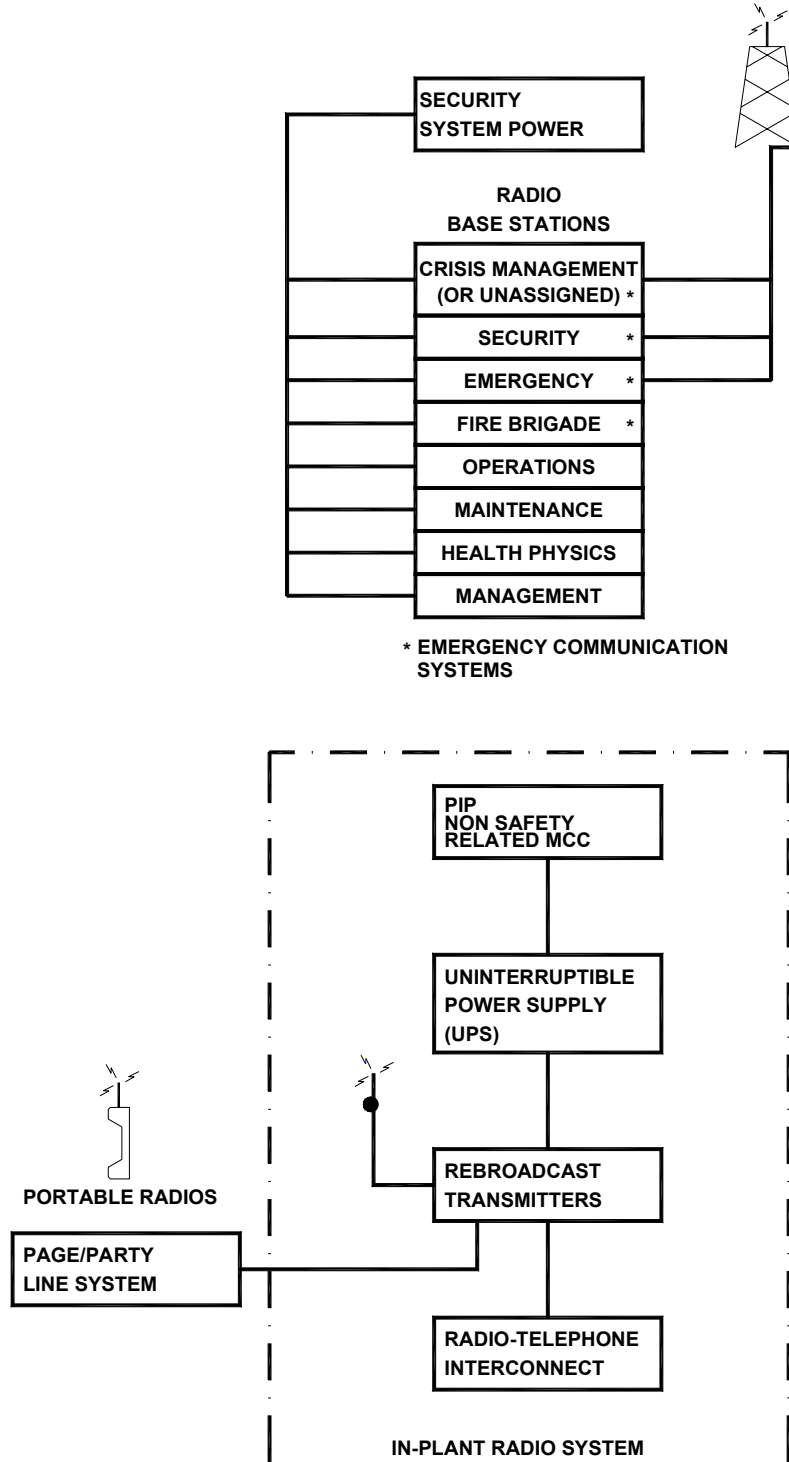 SECURITY
SYSTEM POWER
RADIO
BASE STATIONS
CRISIS MANAGEMENT
(OR UNASSIGNED) *
SECURITY *
EMERGENCY *
FIRE BRIGADE *
OPERATIONS
MAINTENANCE
HEALTH PHYSICS
MANAGEMENT
* EMERGENCY COMMUNICATION
SYSTEMS
PIP
NON SAFETY
RELATED MCC
UNINTERRUPTIBLE
POWER SUPPLY
(UPS)
REBROADCAST
TRANSMITTERS
PORTABLE RADIOS
PAGE/PARTY
LINE SYSTEM
RADIO-TELEPHONE
INTERCONNECT
IN-PLANT RADIO SYSTEM